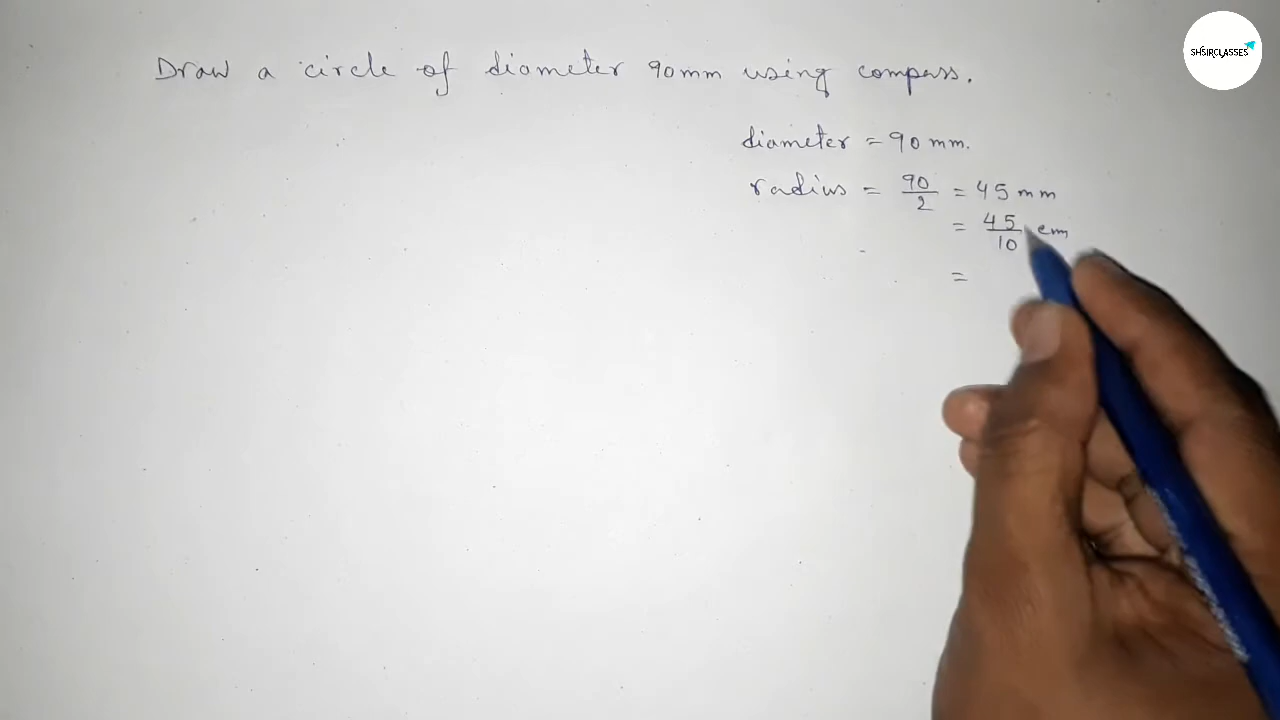 SHSIRCLASSES
Draw a circle of diameter 90mm using compass.
diameter = 90 mm.
radius = 90/2 = 45 mm
= 45/10 cm
=